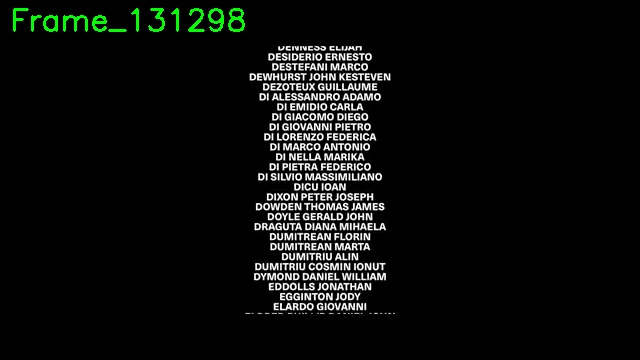 Frame_131298
DENNESS ELIJAH
DESIDERIO ERNESTO
DESTEFANI MARCO
DEWHURST JOHN KESTEVEN
DEZOTEUX GUILLAUME
DI ALESSANDRO ADAMO
DI EMIDIO CARLA
DI GIACOMO DIEGO
DI GIOVANNI PIETRO
DI LORENZO FEDERICA
DI MARCO ANTONIO
DI NELLA MARIKA
DI PIETRA FEDERICO
DI SILVIO MASSIMILIANO
DICU IOAN
DIXON PETER JOSEPH
DOWDEN THOMAS JAMES
DOYLE GERALD JOHN
DRAGUTA DIANA MIHAELA
DUMITREAN FLORIN
DUMITREAN MARTA
DUMITRIU ALIN
DUMITRIU COSMIN IONUT
DYMOND DANIEL WILLIAM
EDDOLLS JONATHAN
EGGINTON JODY
ELARDO GIOVANNI